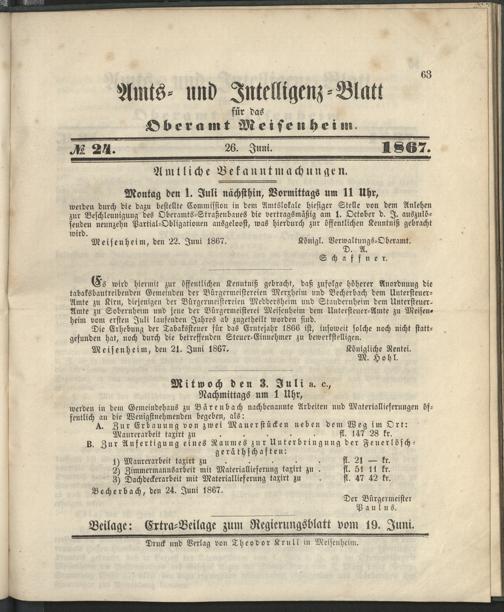 63
Amts- und Intelligenz-Blatt
für das
Oberamt Meisenheim.
№ 24. 26. Juni. 1867.
Amtliche Bekanntmachungen.
Montag den 1. Juli nächsthin, Vormittags um 11 Uhr,
werden durch die dazu bestellte Commission in dem Amtslokale hiesiger Stelle von dem Anlehen
zur Beschleunigung des Oberamts-Straßenbaues die vertragsmäßig am 1. October d. J. auszulö-
senden neunzehn Partial-Obligationen ausgeloost, was hierdurch zur öffentlichen Kenntniß gebracht
wird.
Meisenheim, den 22. Juni 1867. Königl. Verwaltungs-Oberamt.
D. A.
Schaffner.
Es wird hiermit zur öffentlichen Kenntniß gebracht, daß zufolge höherer Anordnung die
tabaksbautreibenden Gemeinden der Bürgermeistereien Merxheim und Becherbach dem Untersteuer-
Amte zu Kirn, diejenigen der Bürgermeistereien Meddersheim und Staudernheim dem Untersteuer-
Amte zu Sobernheim und jene der Bürgermeisterei Meisenheim dem Untersteuer-Amte zu Meisen-
heim vom ersten Juli laufenden Jahres ab zugetheilt worden sind.
Die Erhebung der Tabaksteuer für das Erntejahr 1866 ist, insoweit solche noch nicht statt-
gefunden hat, noch durch die betreffenden Steuer-Einnehmer zu bewerkstelligen.
Meisenheim, den 21. Juni 1867. Königliche Rentei.
M. Hohl.
Mitwoch den 3. Juli a. c.,
Nachmittags um 1 Uhr,
werden in dem Gemeindehaus zu Bärenbach nachbenannte Arbeiten und Materiallieferungen öf-
fentlich an die Wenigstnehmenden begeben, als:
A. Zur Erbauung von zwei Mauerstücken neben dem Weg im Ort:
Maurerarbeit taxirt zu . . . fl. 147 28 kr.
B. Zur Anfertigung eines Raumes zur Unterbringung der Feuerlösch-
geräthschaften:
1) Maurerarbeit taxirt zu . . . fl. 21 — kr.
2) Zimmermannsarbeit mit Materiallieferung taxirt zu . fl. 51 11 kr.
3) Dachdeckerarbeit mit Materiallieferung taxirt zu . fl. 47 42 kr.
Becherbach, den 24. Juni 1867.
Der Bürgermeister
Paulus.
Beilage: Extra-Beilage zum Regierungsblatt vom 19. Juni.
Druck und Verlag von Theodor Krull in Meisenheim.